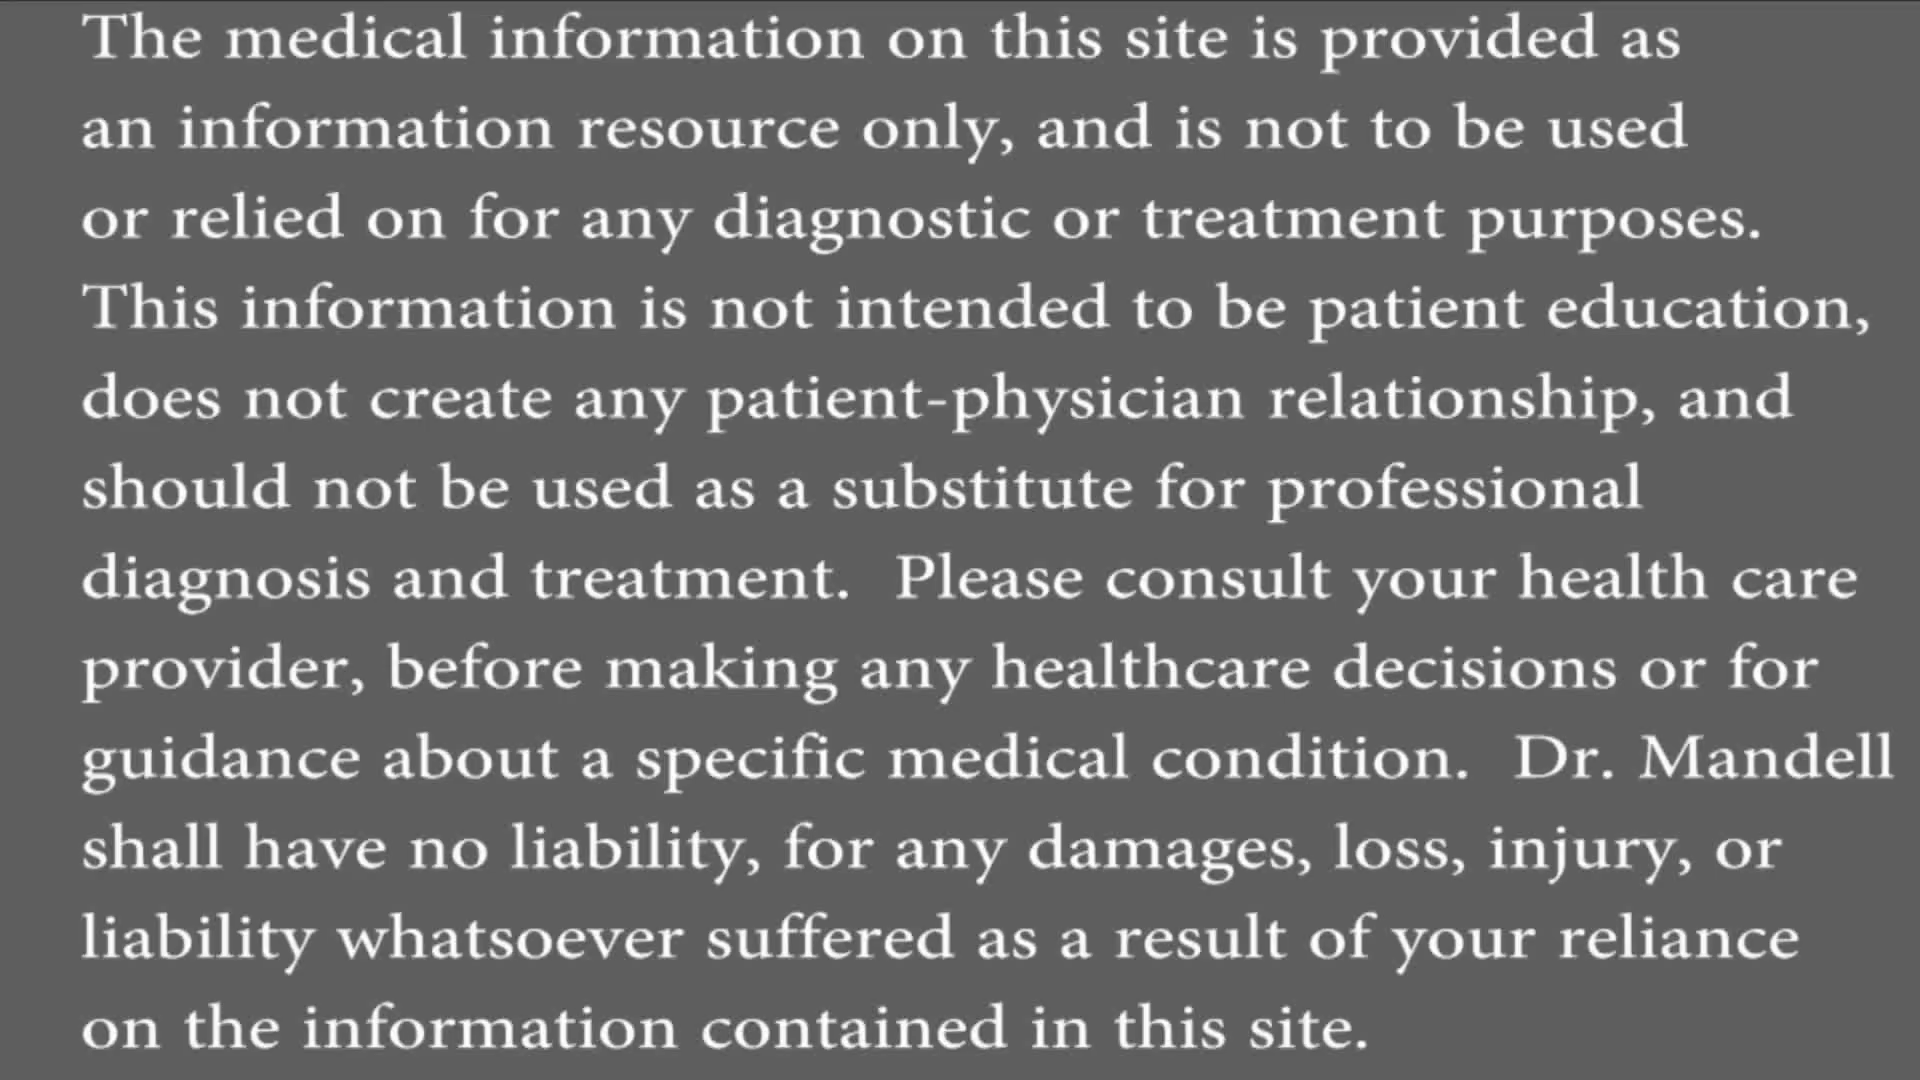 The medical information on this site is provided as
an information resource only, and is not to be used
or relied on for any diagnostic or treatment purposes.
This information is not intended to be patient education,
does not create any patient-physician relationship, and
should not be used as a substitute for professional
diagnosis and treatment.  Please consult your health care
provider, before making any healthcare decisions or for
guidance about a specific medical condition.  Dr. Mandell
shall have no liability, for any damages, loss, injury, or
liability whatsoever suffered as a result of your reliance
on the information contained in this site.